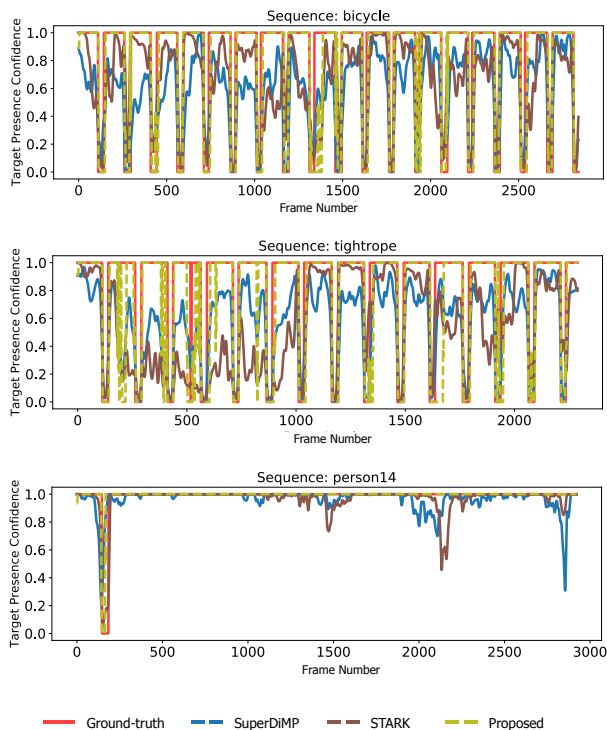 Sequence: bicycle
Target Presence Confidence
1.0
0.8
0.6
0.4
0.2
0.0
0 500 1000 1500 2000 2500
Frame Number
Sequence: tightrope
Target Presence Confidence
1.0
0.8
0.6
0.4
0.2
0.0
0 500 1000 1500 2000
Frame Number
Sequence: person14
Target Presence Confidence
1.0
0.8
0.6
0.4
0.2
0.0
0 500 1000 1500 2000 2500 3000
Frame Number
Ground-truth SuperDiMP STARK Proposed